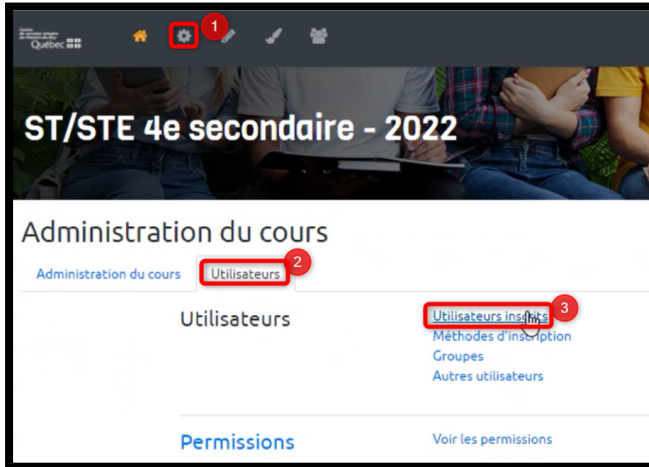 Québec
1
ST/STE 4e secondaire - 2022
Administration du cours
Administration du cours
Utilisateurs
2
Utilisateurs
Utilisateurs inscrits
3
Méthodes d'inscription
Groupes
Autres utilisateurs
Permissions
Voir les permissions